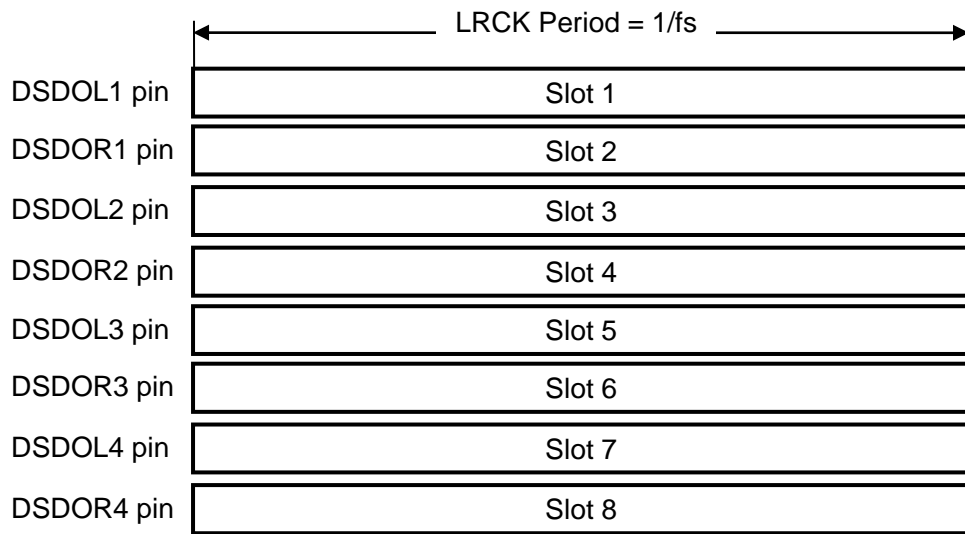 LRCK Period = 1/fs
DSDOL1 pin Slot 1
DSDOR1 pin Slot 2
DSDOL2 pin Slot 3
DSDOR2 pin Slot 4
DSDOL3 pin Slot 5
DSDOR3 pin Slot 6
DSDOL4 pin Slot 7
DSDOR4 pin Slot 8